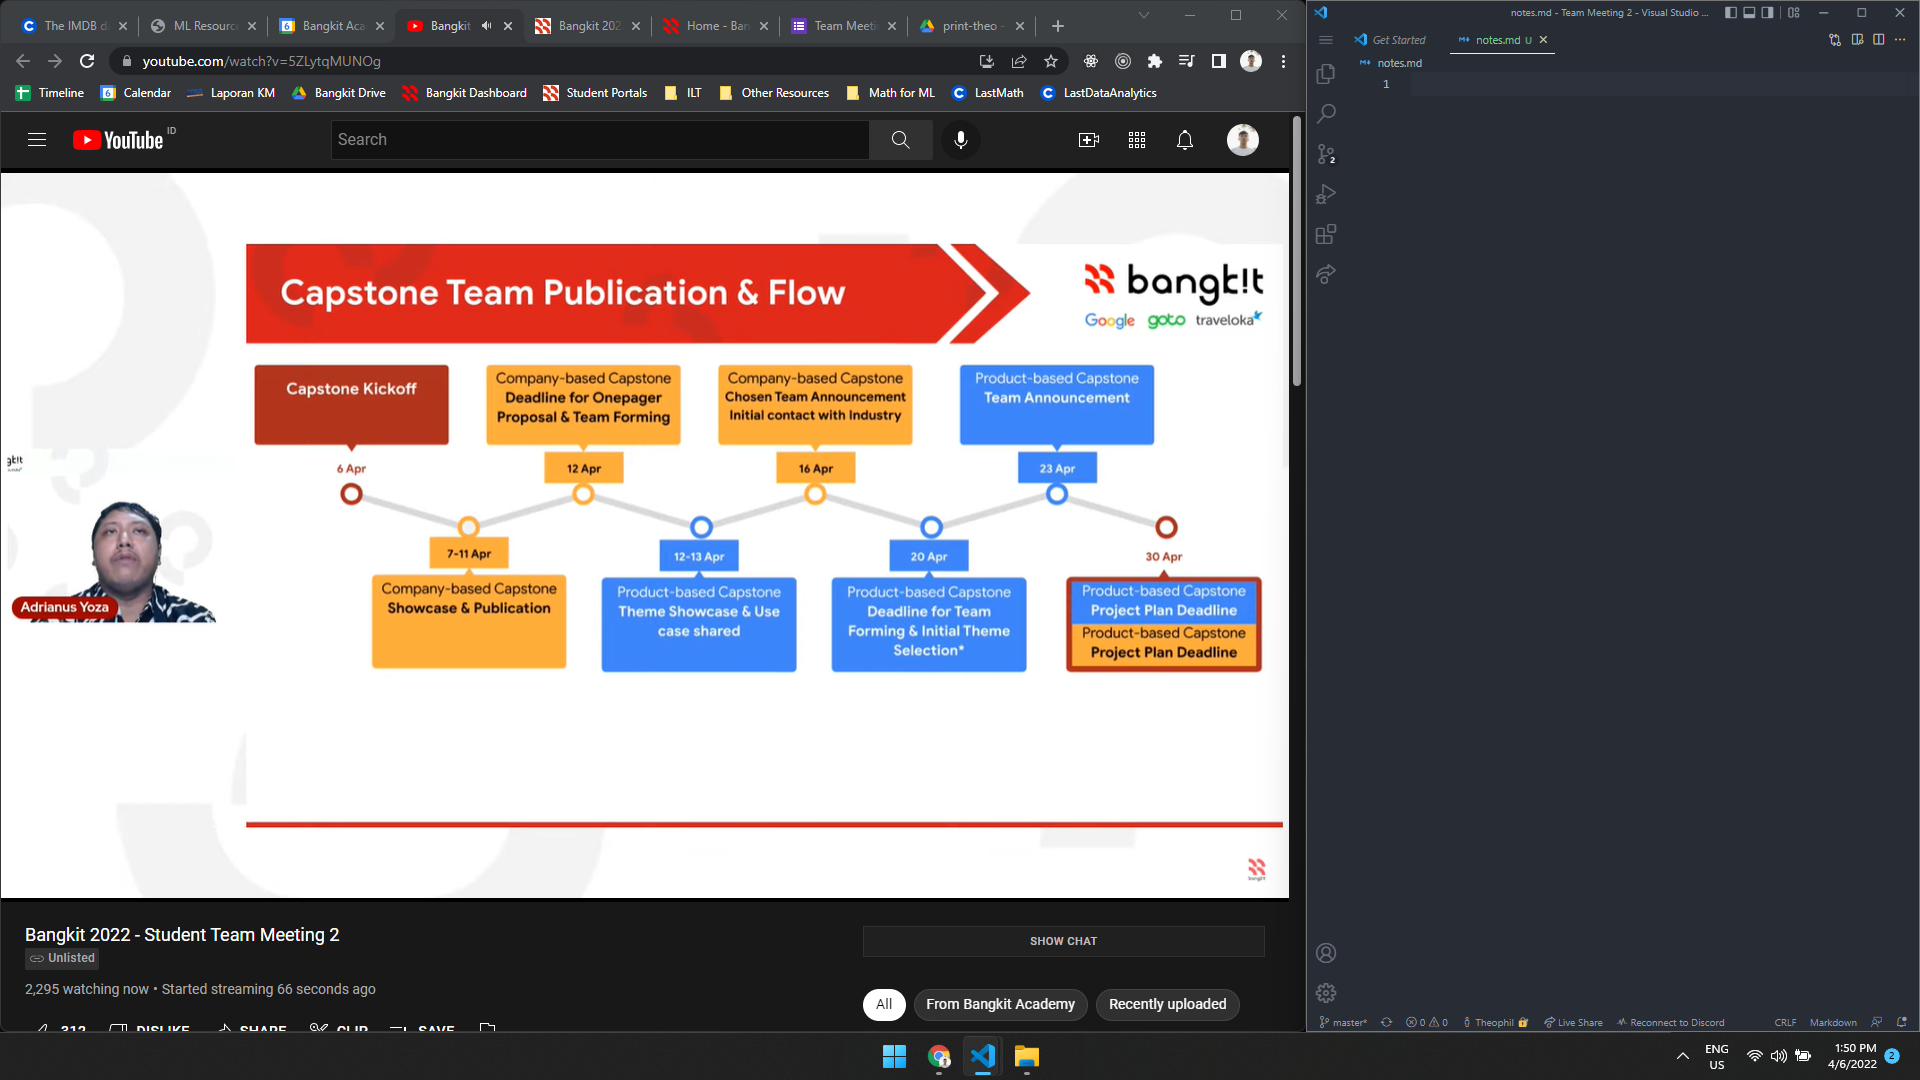 The IMDB da
ML Resourc
Bangkit Aca
Bangkit
Bangkit 202
Home - Ban
Team Meeti
print-theo -
youtube.com/watch?v=5ZLytqMUNOg
Timeline
Calendar
Laporan KM
Bangkit Drive
Bangkit Dashboard
Student Portals
ILT
Other Resources
Math for ML
LastMath
LastDataAnalytics
YouTube ID
Search
Capstone Team Publication & Flow
bangk!t
Google goto traveloka
Capstone Kickoff
6 Apr
Company-based Capstone
Deadline for Onepager
Proposal & Team Forming
12 Apr
Company-based Capstone
Chosen Team Announcement
Initial contact with Industry
16 Apr
Product-based Capstone
Team Announcement
23 Apr
7-11 Apr
Company-based Capstone
Showcase & Publication
12-13 Apr
Product-based Capstone
Theme Showcase & Use
case shared
20 Apr
Product-based Capstone
Deadline for Team
Forming & Initial Theme
Selection*
30 Apr
Product-based Capstone
Project Plan Deadline
Product-based Capstone
Project Plan Deadline
gk!t
Adrianus Yoza
bangk!t
Bangkit 2022 - Student Team Meeting 2
Unlisted
2,295 watching now • Started streaming 66 seconds ago
312 DISLIKE SHARE CLIP SAVE
SHOW CHAT
All
From Bangkit Academy
Recently uploaded
notes.md - Team Meeting 2 - Visual Studio ...
Get Started
notes.md U
notes.md
1
2
master*
0 0
Theophil
Live Share
Reconnect to Discord
CRLF
Markdown
ENG
US
1:50 PM
4/6/2022
2